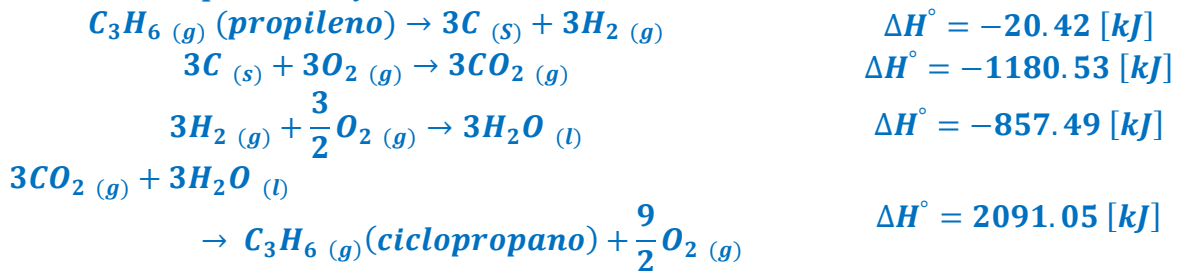 C₃H₆ (g) (propileno) → 3C (S) + 3H₂ (g) ΔH° = −20.42 [kJ]
3C (s) + 3O₂ (g) → 3CO₂ (g) ΔH° = −1180.53 [kJ]
3H₂ (g) + 3/2 O₂ (g) → 3H₂O (l) ΔH° = −857.49 [kJ]
3CO₂ (g) + 3H₂O (l)
→ C₃H₆ (g)(ciclopropano) + 9/2 O₂ (g) ΔH° = 2091.05 [kJ]